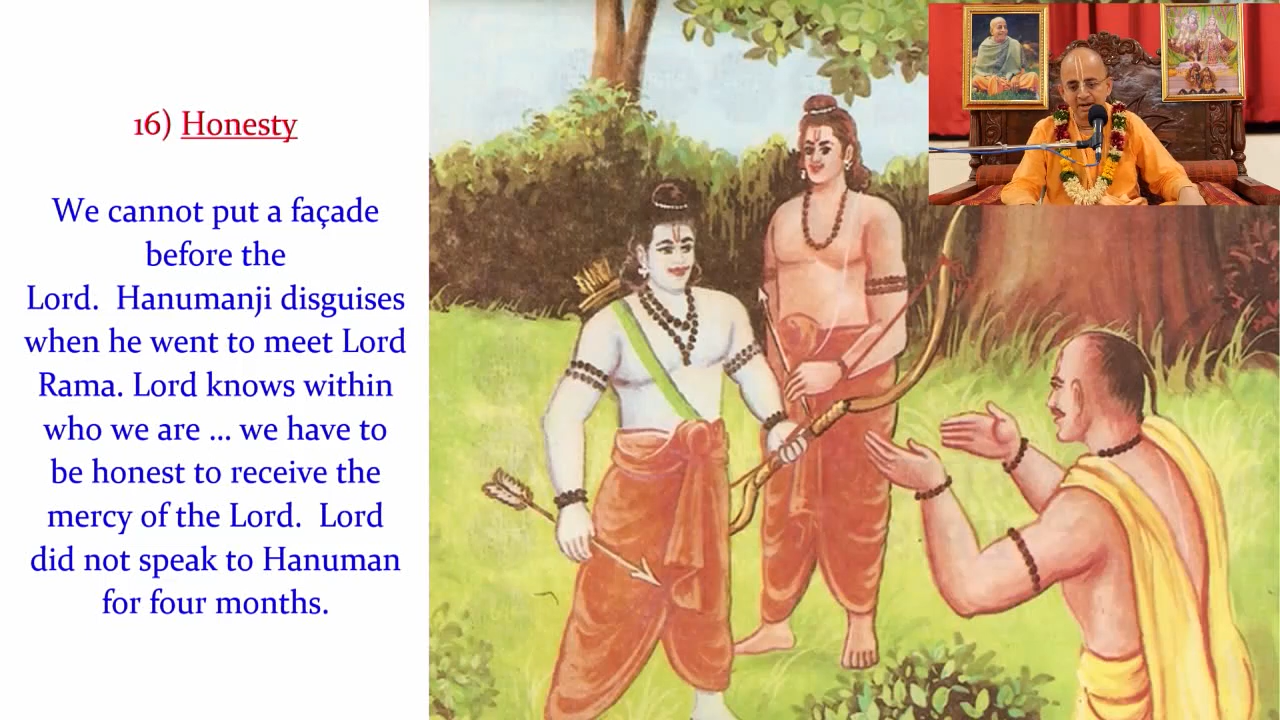 16) Honesty
We cannot put a façade
before the
Lord.  Hanumanji disguises
when he went to meet Lord
Rama. Lord knows within
who we are ... we have to
be honest to receive the
mercy of the Lord.  Lord
did not speak to Hanuman
for four months.